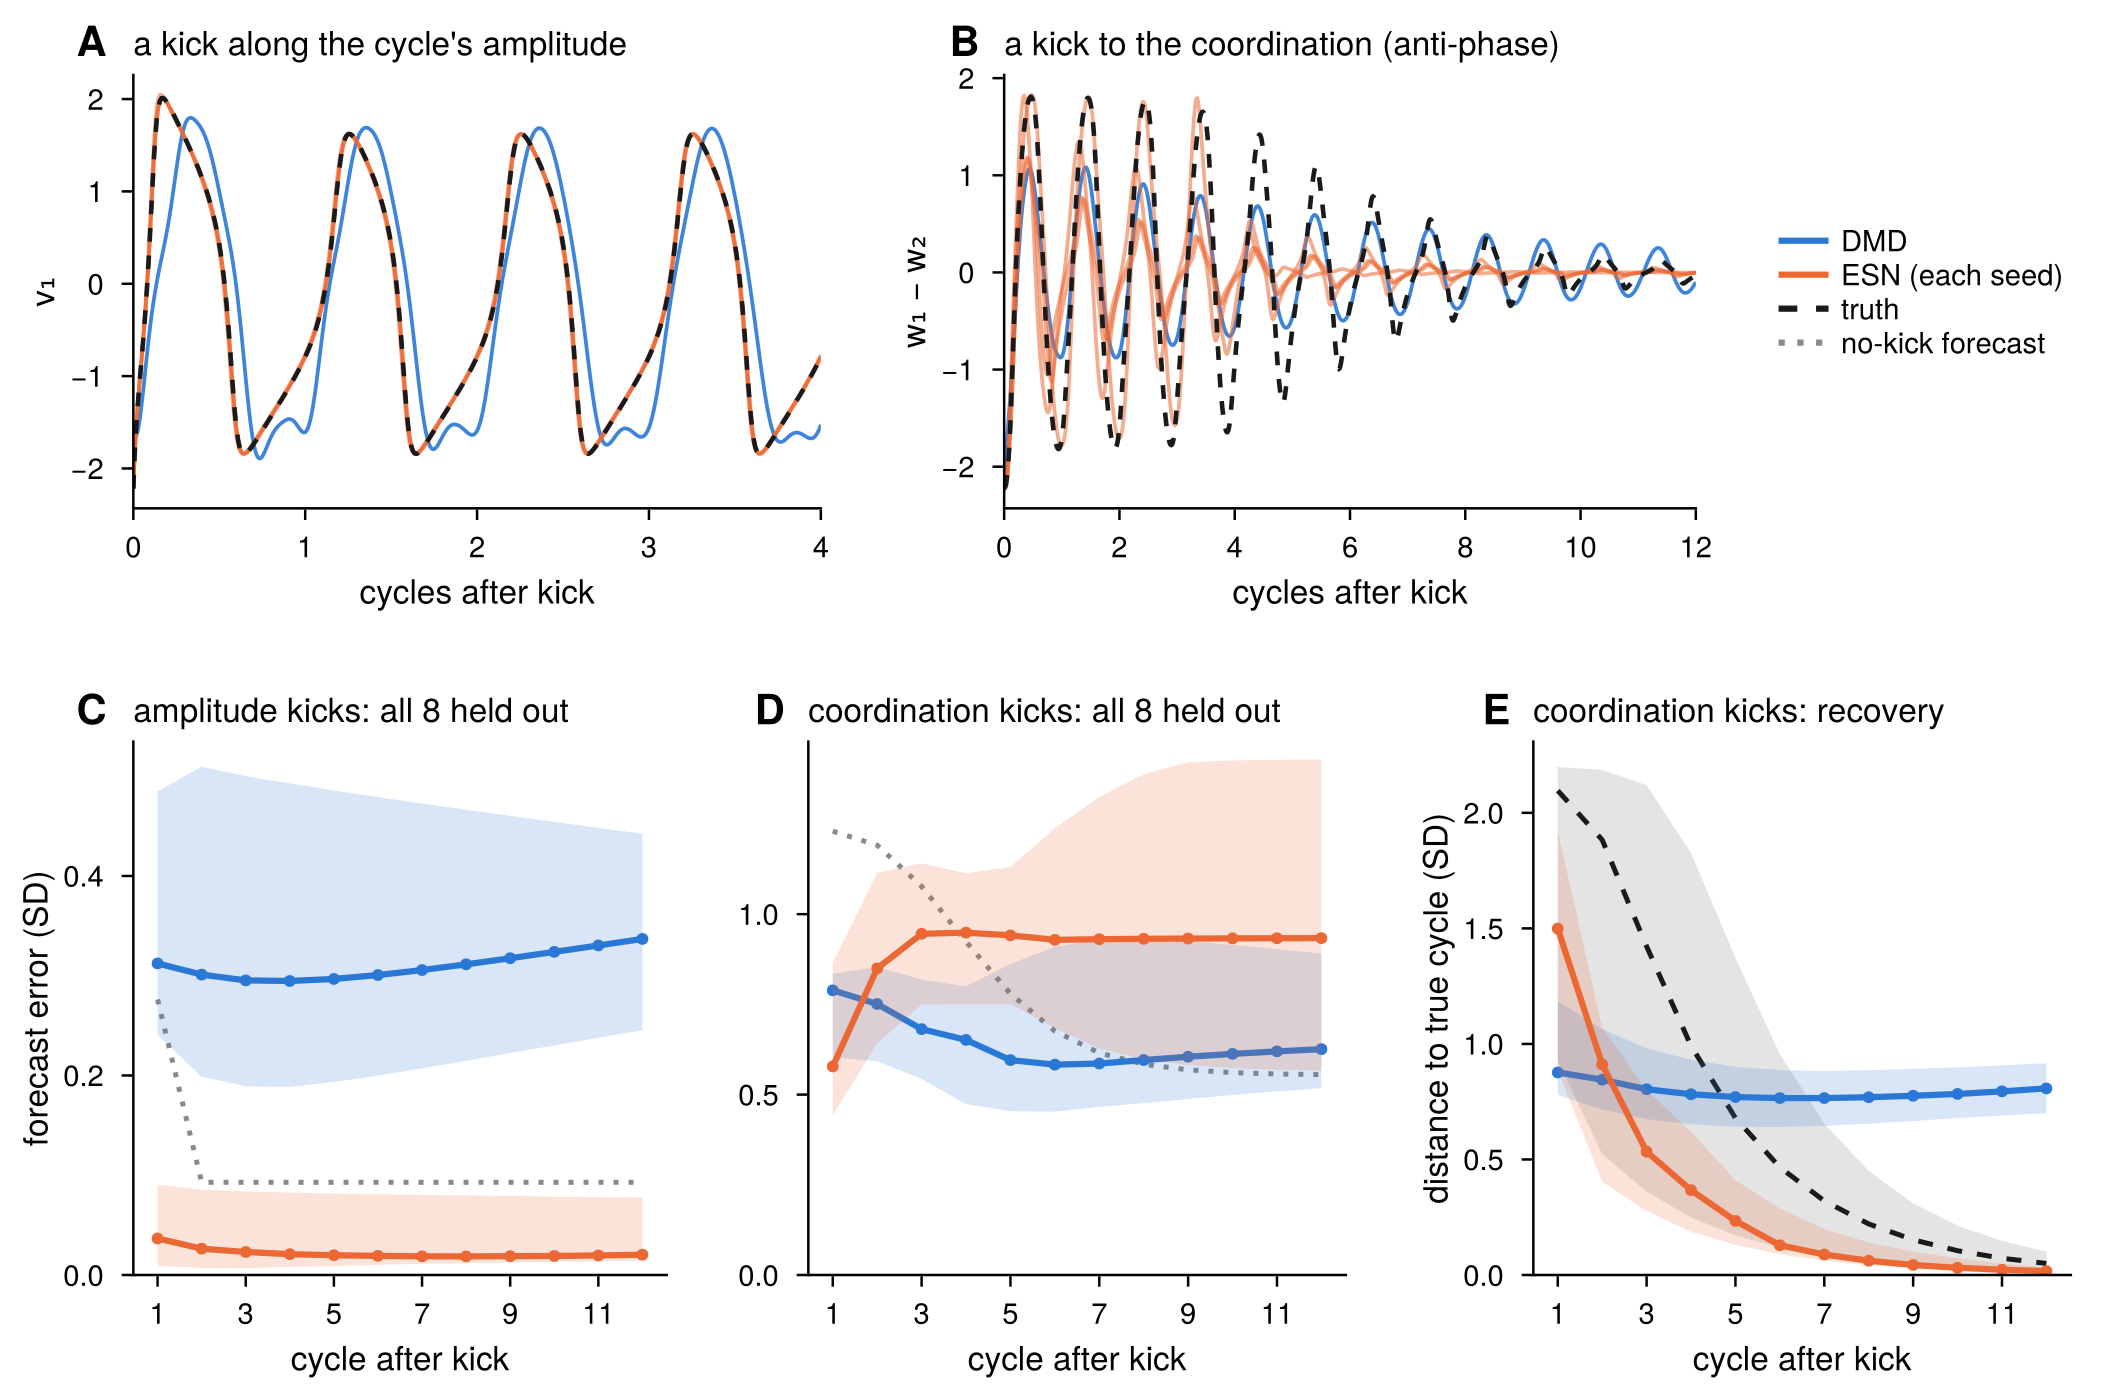 A a kick along the cycle's amplitude
v₁
2
1
0
−1
−2
0 1 2 3 4
cycles after kick
B a kick to the coordination (anti-phase)
w₁ − w₂
2
1
0
−1
−2
0 2 4 6 8 10 12
cycles after kick
DMD
ESN (each seed)
truth
no-kick forecast
C amplitude kicks: all 8 held out
forecast error (SD)
0.4
0.2
0.0
1 3 5 7 9 11
cycle after kick
D coordination kicks: all 8 held out
1.0
0.5
0.0
1 3 5 7 9 11
cycle after kick
E coordination kicks: recovery
distance to true cycle (SD)
2.0
1.5
1.0
0.5
0.0
1 3 5 7 9 11
cycle after kick